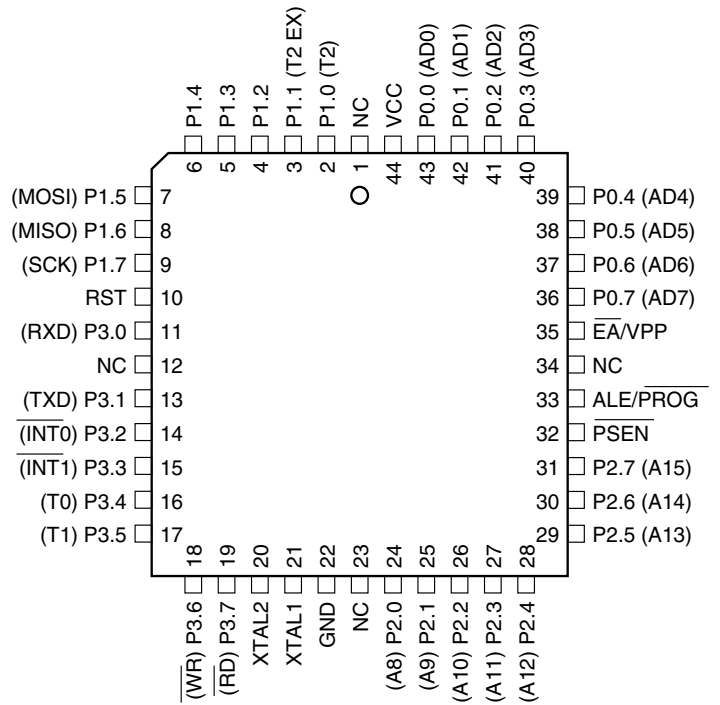 P1.4
P1.3
P1.2
P1.1 (T2 EX)
P1.0 (T2)
NC
VCC
P0.0 (AD0)
P0.1 (AD1)
P0.2 (AD2)
P0.3 (AD3)
6
5
4
3
2
1
44
43
42
41
40
(MOSI) P1.5 7
(MISO) P1.6 8
(SCK) P1.7 9
RST 10
(RXD) P3.0 11
NC 12
(TXD) P3.1 13
(INT0) P3.2 14
(INT1) P3.3 15
(T0) P3.4 16
(T1) P3.5 17
39 P0.4 (AD4)
38 P0.5 (AD5)
37 P0.6 (AD6)
36 P0.7 (AD7)
35 EA/VPP
34 NC
33 ALE/PROG
32 PSEN
31 P2.7 (A15)
30 P2.6 (A14)
29 P2.5 (A13)
18
19
20
21
22
23
24
25
26
27
28
(WR) P3.6
(RD) P3.7
XTAL2
XTAL1
GND
NC
(A8) P2.0
(A9) P2.1
(A10) P2.2
(A11) P2.3
(A12) P2.4